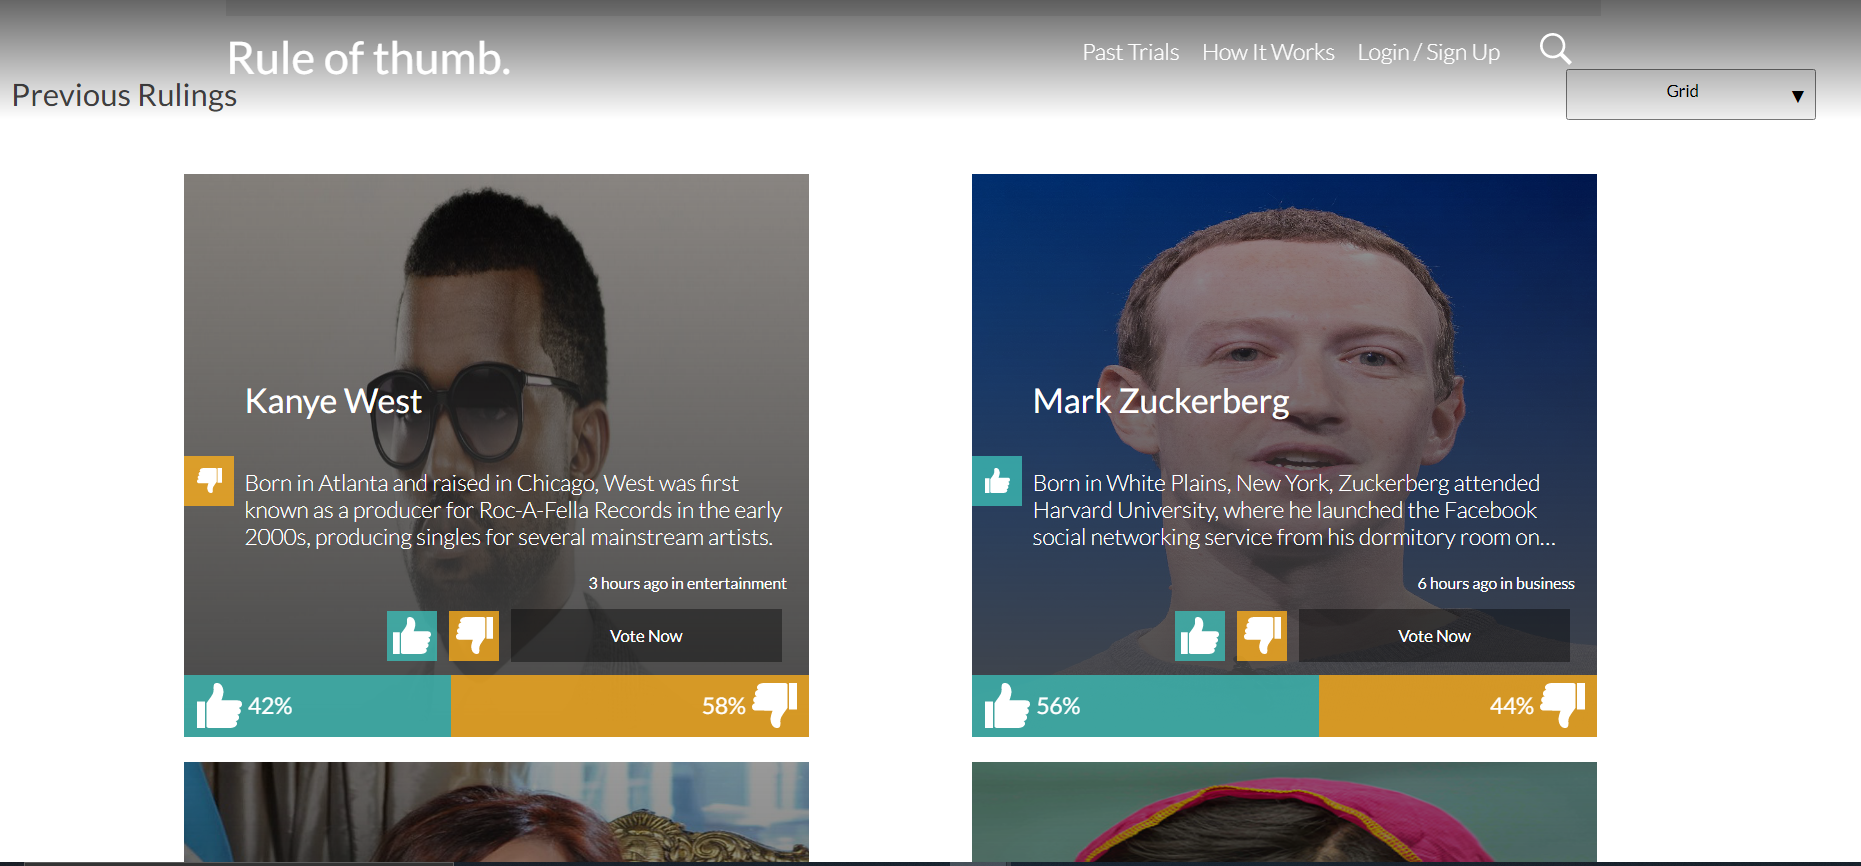 Rule of thumb.
Past Trials
How It Works
Login / Sign Up
Previous Rulings
Grid
Kanye West
Born in Atlanta and raised in Chicago, West was first
known as a producer for Roc-A-Fella Records in the early
2000s, producing singles for several mainstream artists.
3 hours ago in entertainment
Vote Now
42%
58%
Mark Zuckerberg
Born in White Plains, New York, Zuckerberg attended
Harvard University, where he launched the Facebook
social networking service from his dormitory room on...
6 hours ago in business
Vote Now
56%
44%